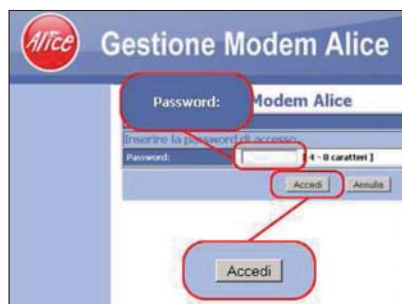 Alice
Gestione Modem Alice
Password:
Modem Alice
Inserire la password di accesso
Password:
[ 4 - 8 caratteri ]
Accedi
Annulla
Accedi